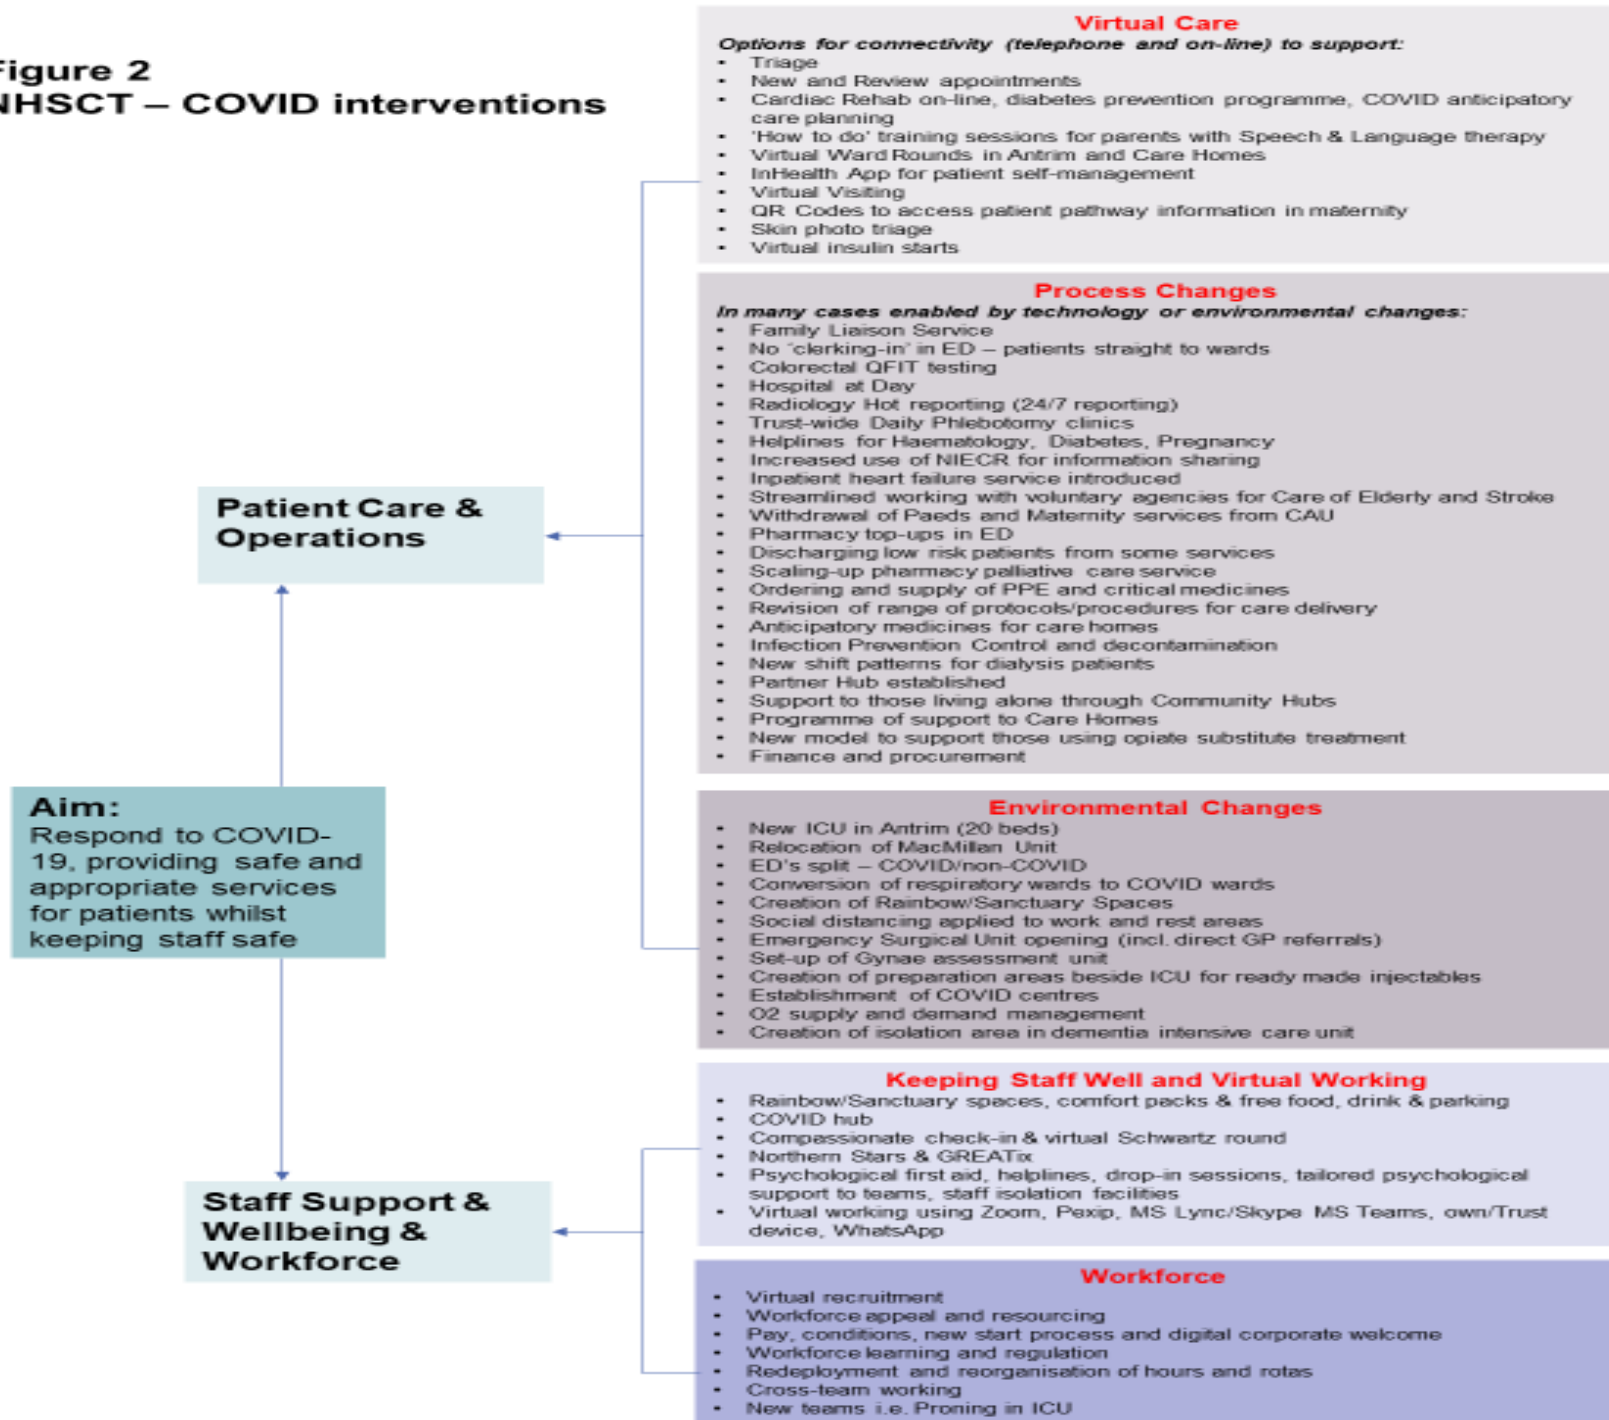 Figure 2
NHSCT – COVID interventions
Virtual Care
Options for connectivity (telephone and on-line) to support:
• Triage
• New and Review appointments
• Cardiac Rehab on-line, diabetes prevention programme, COVID anticipatory
care planning
• 'How to do' training sessions for parents with Speech & Language therapy
• Virtual Ward Rounds in Antrim and Care Homes
• InHealth App for patient self-management
• Virtual Visiting
• QR Codes to access patient pathway information in maternity
• Skin photo triage
• Virtual insulin starts
Process Changes
In many cases enabled by technology or environmental changes:
• Family Liaison Service
• No 'clerking-in' in ED – patients straight to wards
• Colorectal QFIT testing
• Hospital at Day
• Radiology Hot reporting (24/7 reporting)
• Trust-wide Daily Phlebotomy clinics
• Helplines for Haematology, Diabetes, Pregnancy
• Increased use of NIECR for information sharing
• Inpatient heart failure service introduced
• Streamlined working with voluntary agencies for Care of Elderly and Stroke
• Withdrawal of Paeds and Maternity services from CAU
• Pharmacy top-ups in ED
• Discharging low risk patients from some services
• Scaling-up pharmacy palliative care service
• Ordering and supply of PPE and critical medicines
• Revision of range of protocols/procedures for care delivery
• Anticipatory medicines for care homes
• Infection Prevention Control and decontamination
• New shift patterns for dialysis patients
• Partner Hub established
• Support to those living alone through Community Hubs
• Programme of support to Care Homes
• New model to support those using opiate substitute treatment
• Finance and procurement
Patient Care &
Operations
Aim:
Respond to COVID-
19, providing safe and
appropriate services
for patients whilst
keeping staff safe
Environmental Changes
• New ICU in Antrim (20 beds)
• Relocation of MacMillan Unit
• ED's split – COVID/non-COVID
• Conversion of respiratory wards to COVID wards
• Creation of Rainbow/Sanctuary Spaces
• Social distancing applied to work and rest areas
• Emergency Surgical Unit opening (incl. direct GP referrals)
• Set-up of Gynae assessment unit
• Creation of preparation areas beside ICU for ready made injectables
• Establishment of COVID centres
• O2 supply and demand management
• Creation of isolation area in dementia intensive care unit
Staff Support &
Wellbeing &
Workforce
Keeping Staff Well and Virtual Working
• Rainbow/Sanctuary spaces, comfort packs & free food, drink & parking
• COVID hub
• Compassionate check-in & virtual Schwartz round
• Northern Stars & GREATix
• Psychological first aid, helplines, drop-in sessions, tailored psychological
support to teams, staff isolation facilities
• Virtual working using Zoom, Pexip, MS Lync/Skype MS Teams, own/Trust
device, WhatsApp
Workforce
• Virtual recruitment
• Workforce appeal and resourcing
• Pay, conditions, new start process and digital corporate welcome
• Workforce learning and regulation
• Redeployment and reorganisation of hours and rotas
• Cross-team working
• New teams i.e. Proning in ICU